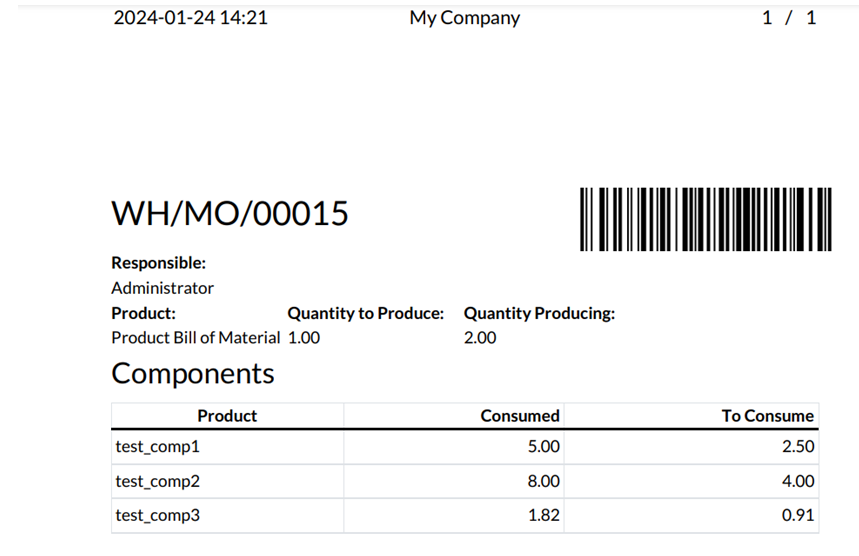 2024-01-24 14:21 My Company 1 / 1
WH/MO/00015
Responsible:
Administrator
Product: Quantity to Produce: Quantity Producing:
Product Bill of Material 1.00 2.00
Components
Product Consumed To Consume
test_comp1 5.00 2.50
test_comp2 8.00 4.00
test_comp3 1.82 0.91